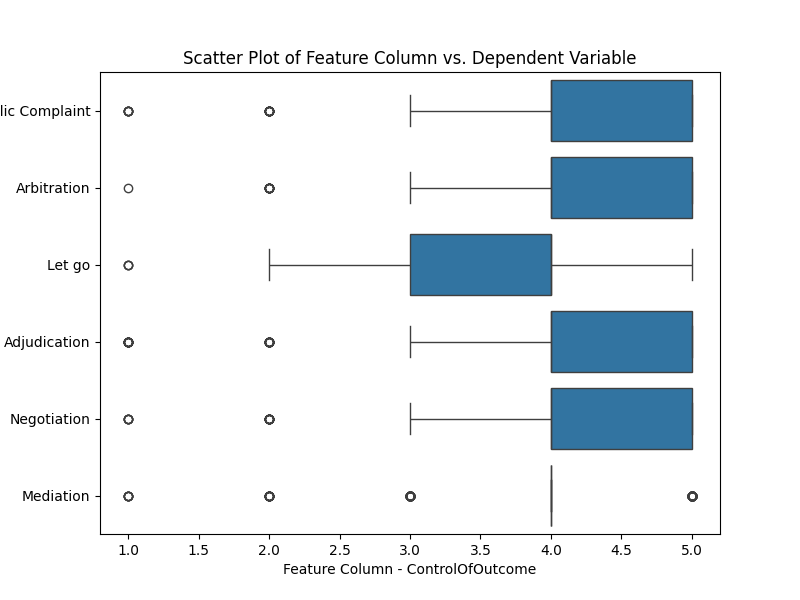 Scatter Plot of Feature Column vs. Dependent Variable
lic Complaint
Arbitration
Let go
Adjudication
Negotiation
Mediation
1.0 1.5 2.0 2.5 3.0 3.5 4.0 4.5 5.0
Feature Column - ControlOfOutcome